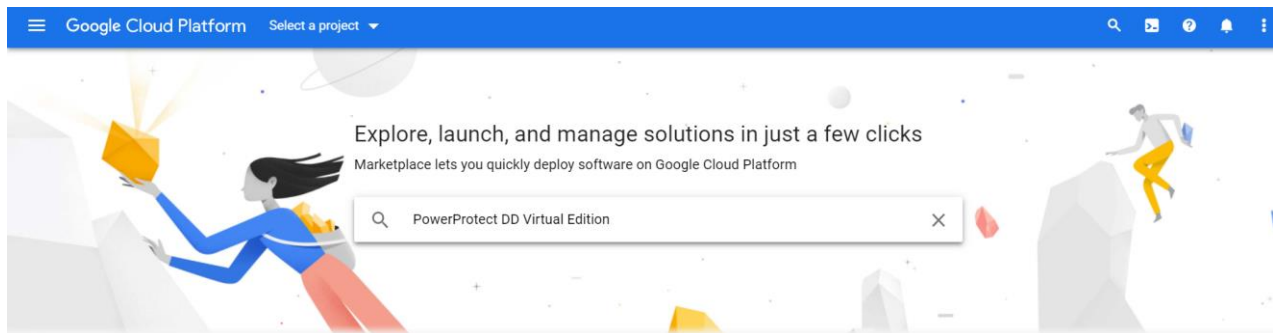 Google Cloud Platform Select a project
Explore, launch, and manage solutions in just a few clicks
Marketplace lets you quickly deploy software on Google Cloud Platform
PowerProtect DD Virtual Edition